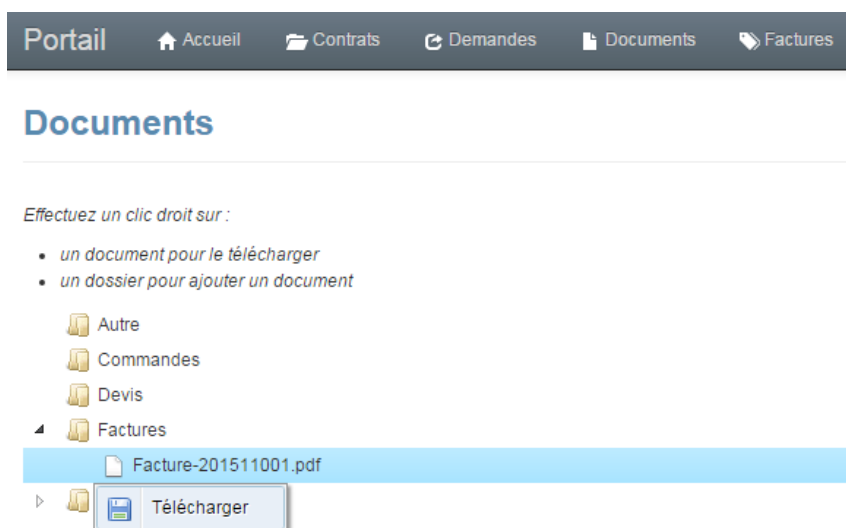 Portail Accueil Contrats Demandes Documents Factures
Documents
Effectuez un clic droit sur :
un document pour le télécharger
un dossier pour ajouter un document
Autre
Commandes
Devis
Factures
Facture-201511001.pdf
Télécharger